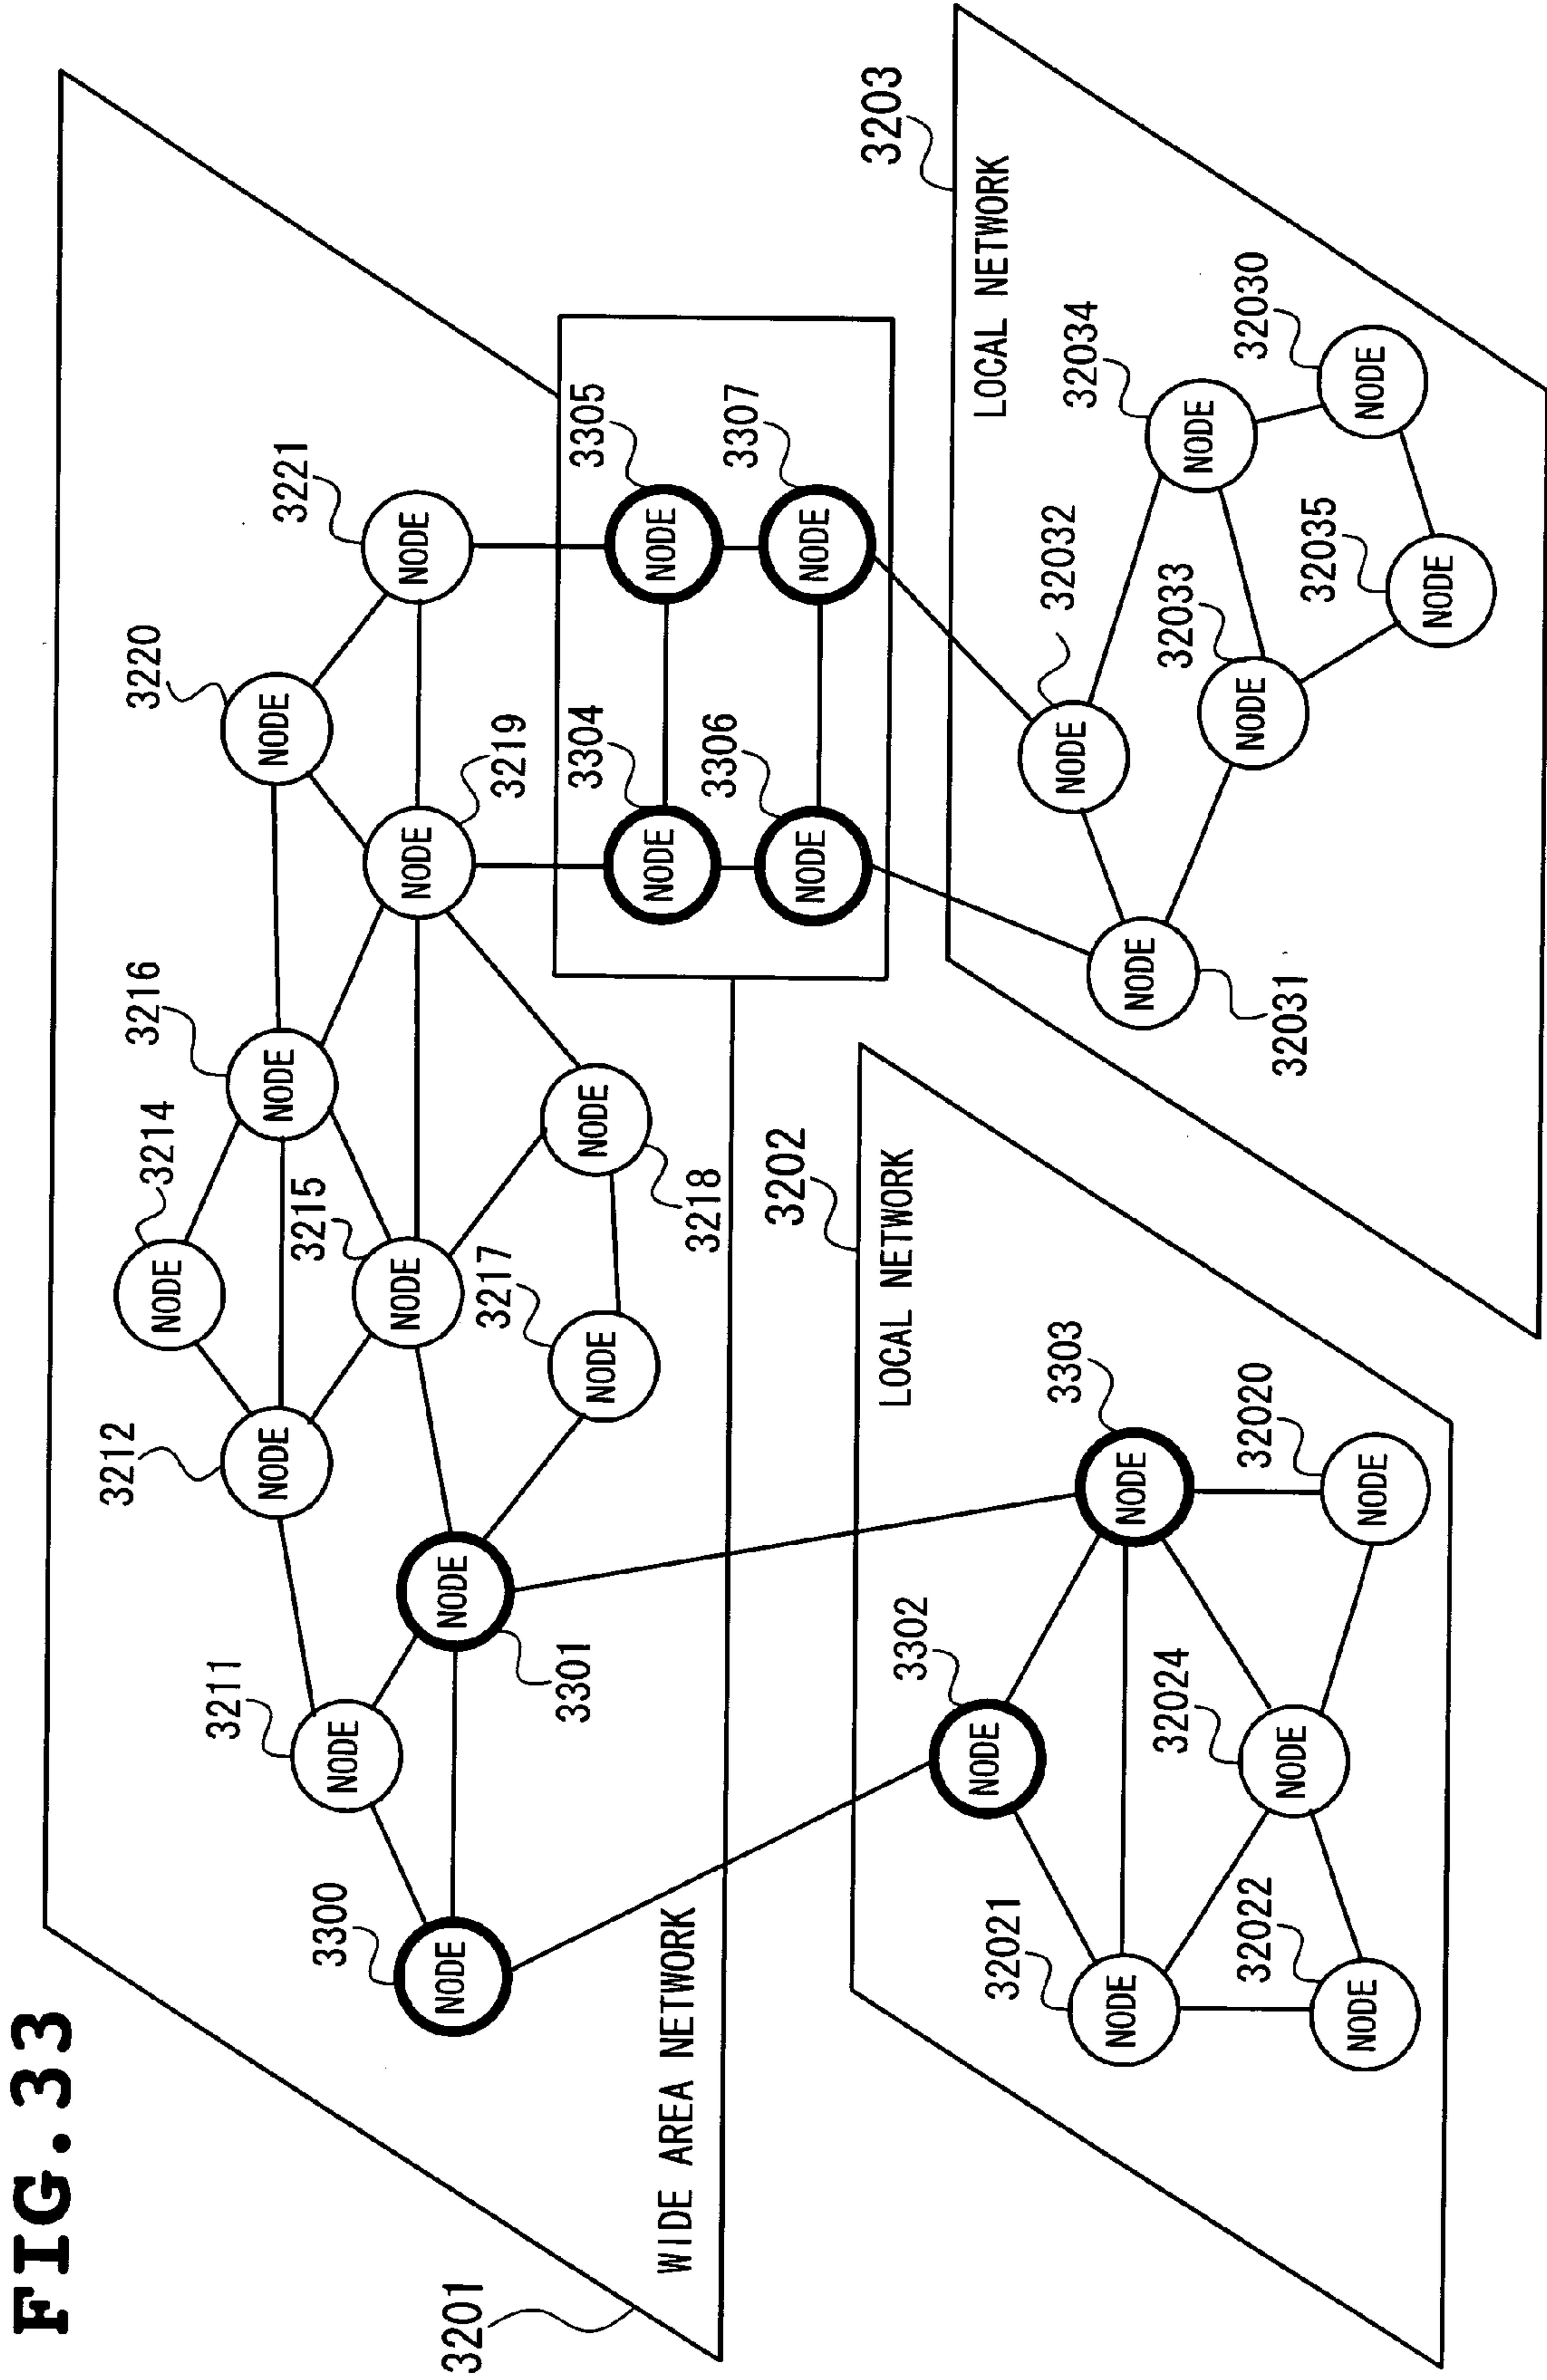 FIG.33
3201
WIDE AREA NETWORK
3300
NODE
3211
NODE
3301
NODE
3212
NODE
3214
NODE
3215
NODE
3216
NODE
3217
NODE
3218
NODE
3219
NODE
3220
NODE
3221
NODE
3304
NODE
3305
NODE
3306
NODE
3307
NODE
3202
LOCAL NETWORK
3302
NODE
3303
NODE
32021
NODE
32022
NODE
32024
NODE
32020
NODE
3203
LOCAL NETWORK
32031
NODE
32032
NODE
32033
NODE
32034
NODE
32035
NODE
32030
NODE